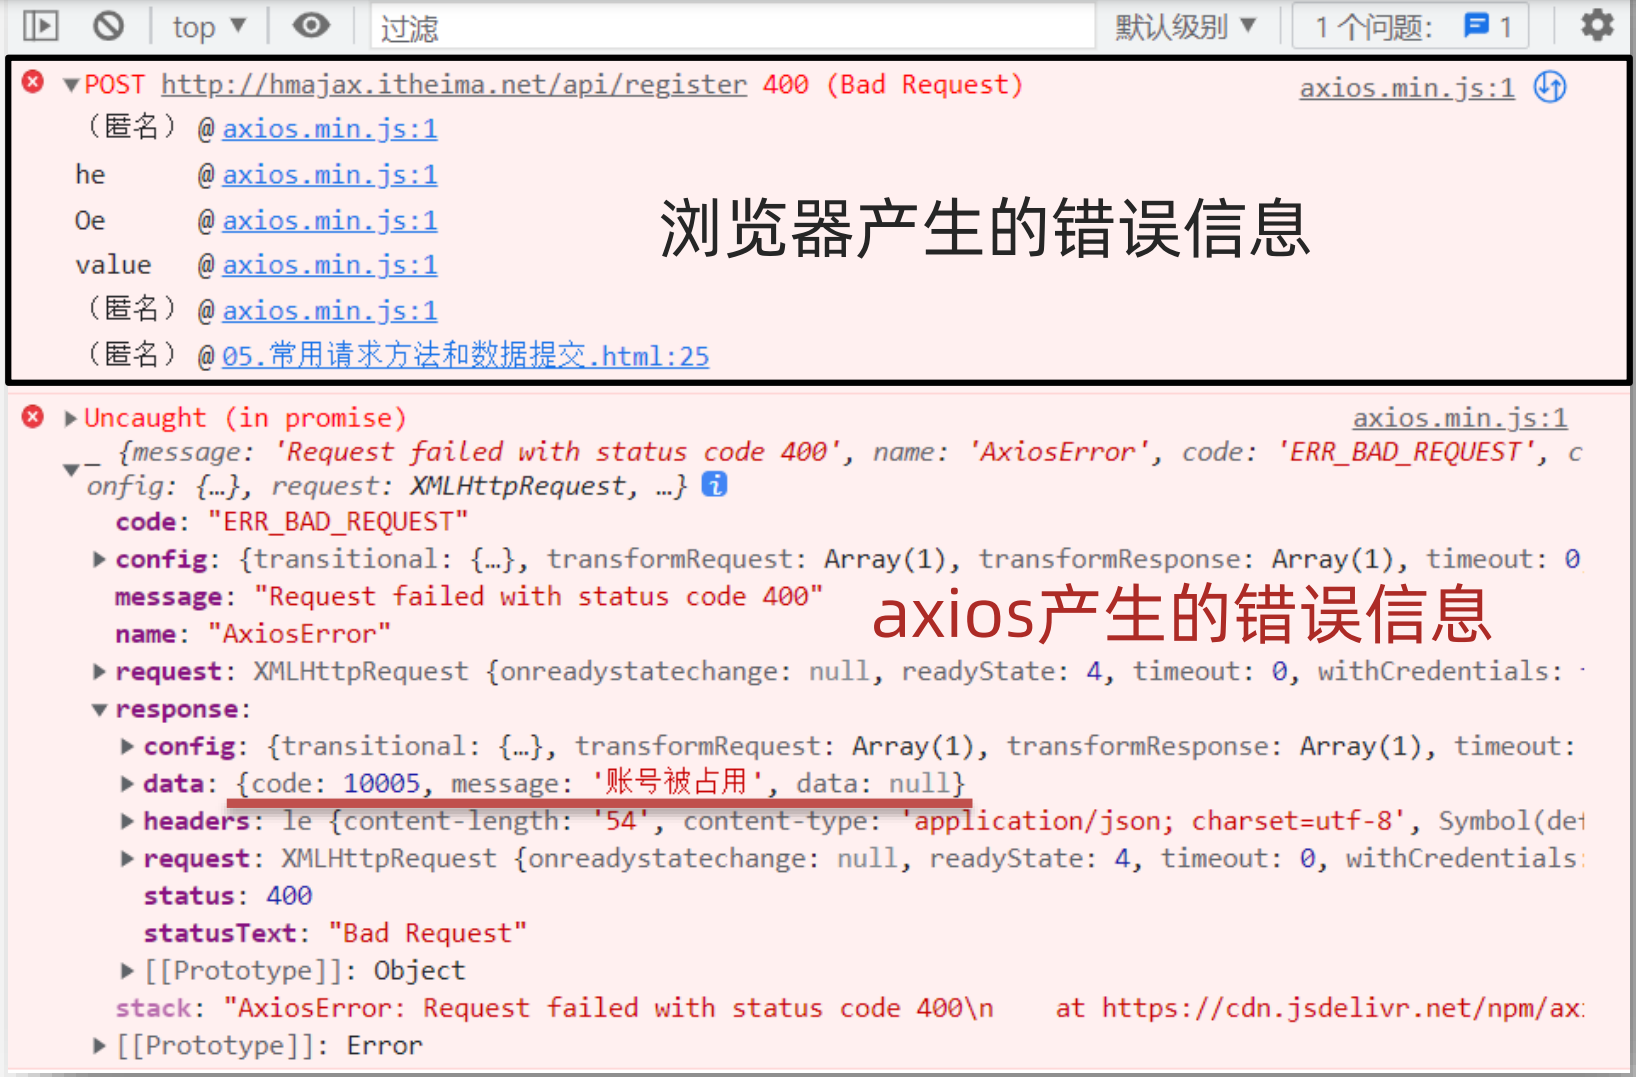 top 过滤 默认级别 1 个问题: 1
POST http://hmajax.itheima.net/api/register 400 (Bad Request) axios.min.js:1
（匿名） @ axios.min.js:1
he @ axios.min.js:1
Oe @ axios.min.js:1
value @ axios.min.js:1
（匿名） @ axios.min.js:1
（匿名） @ 05.常用请求方法和数据提交.html:25
浏览器产生的错误信息
Uncaught (in promise) axios.min.js:1
_ {message: 'Request failed with status code 400', name: 'AxiosError', code: 'ERR_BAD_REQUEST', c
onfig: {…}, request: XMLHttpRequest, …}
code: "ERR_BAD_REQUEST"
config: {transitional: {…}, transformRequest: Array(1), transformResponse: Array(1), timeout: 0
message: "Request failed with status code 400"
name: "AxiosError"
axios产生的错误信息
request: XMLHttpRequest {onreadystatechange: null, readyState: 4, timeout: 0, withCredentials:
response:
config: {transitional: {…}, transformRequest: Array(1), transformResponse: Array(1), timeout:
data: {code: 10005, message: '账号被占用', data: null}
headers: le {content-length: '54', content-type: 'application/json; charset=utf-8', Symbol(def
request: XMLHttpRequest {onreadystatechange: null, readyState: 4, timeout: 0, withCredentials:
status: 400
statusText: "Bad Request"
[[Prototype]]: Object
stack: "AxiosError: Request failed with status code 400\n    at https://cdn.jsdelivr.net/npm/axi
[[Prototype]]: Error